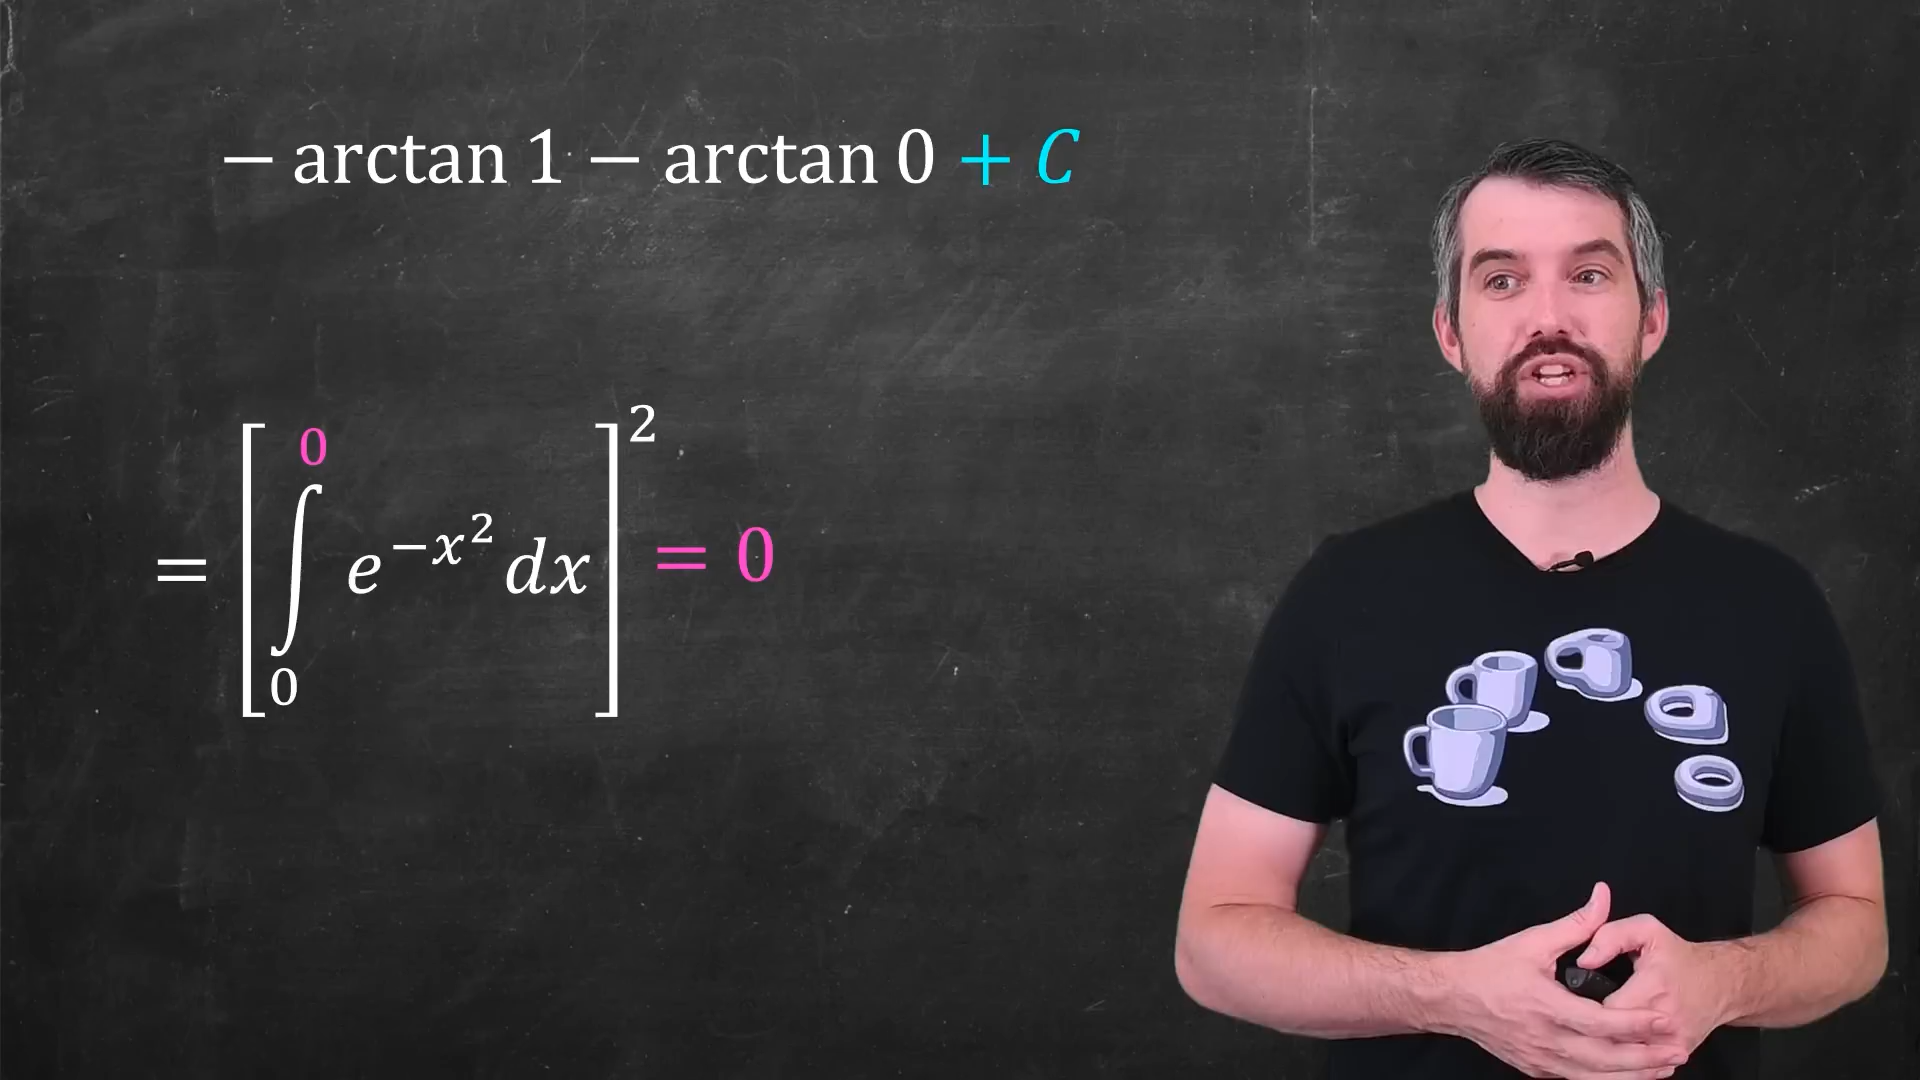 − arctan 1 − arctan 0 + C
= [∫₀⁰ e^{−x²} dx]² = 0